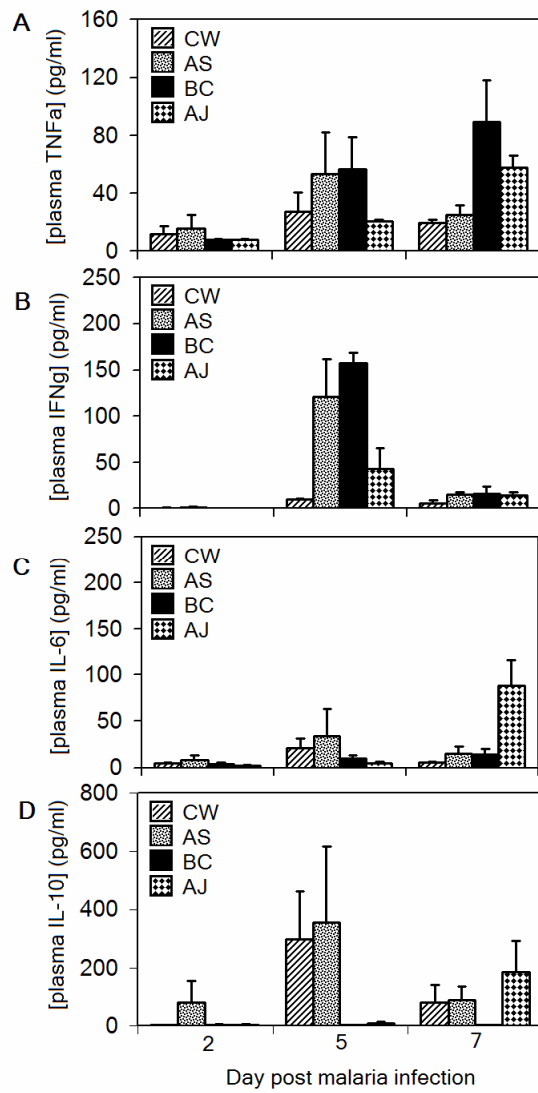 A
[plasma TNFa] (pg/ml)
160
120
80
40
0
CW
AS
BC
AJ
B
[plasma IFNg] (pg/ml)
250
200
150
100
50
0
CW
AS
BC
AJ
C
[plasma IL-6] (pg/ml)
250
200
150
100
50
0
CW
AS
BC
AJ
D
[plasma IL-10] (pg/ml)
800
600
400
200
0
CW
AS
BC
AJ
2 5 7
Day post malaria infection